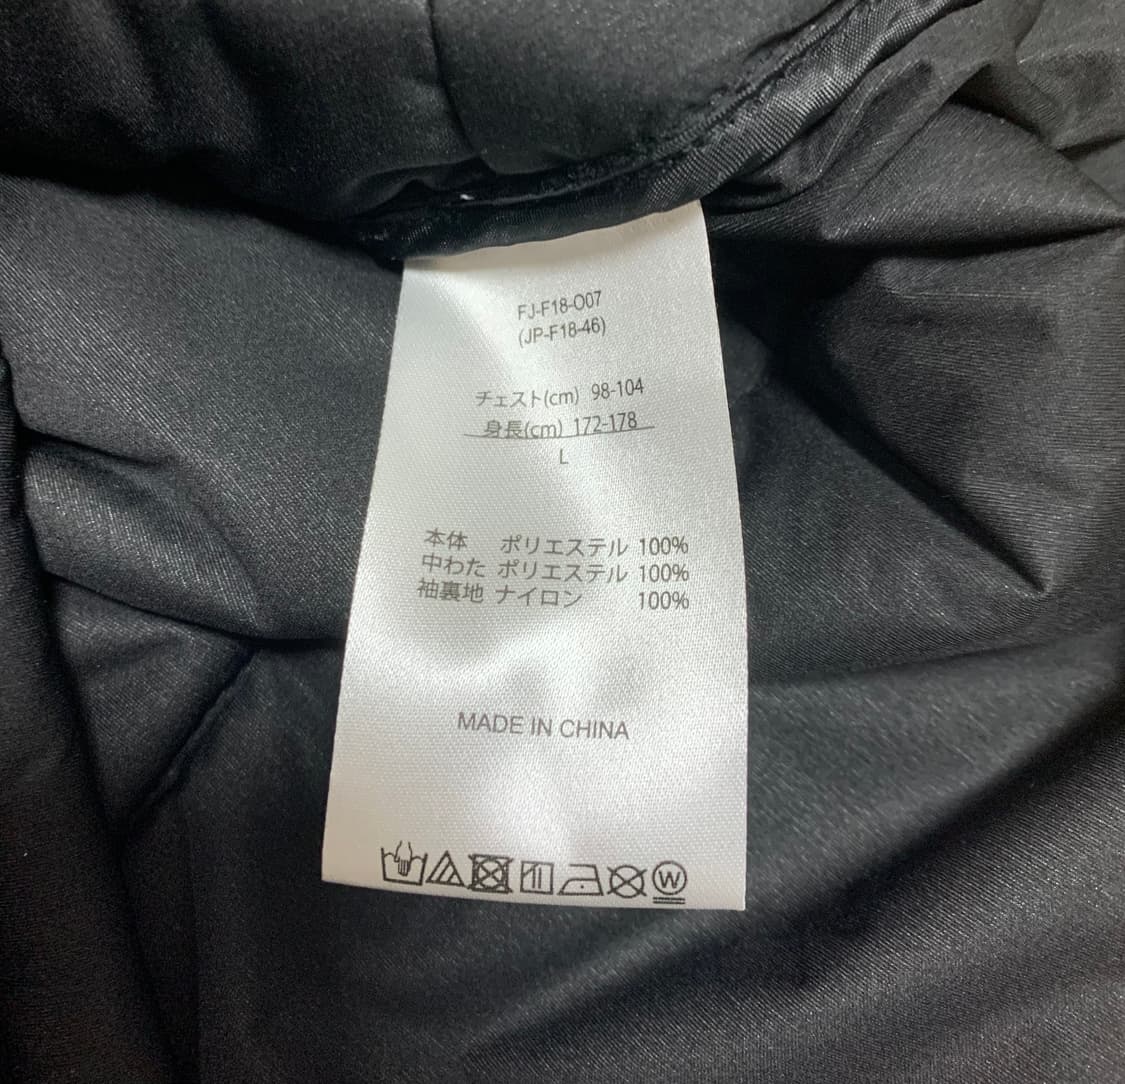 FJ-F18-O07
(JP-F18-46)
チェスト(cm) 98-104
身長(cm) 172-178
L
本体 ポリエステル 100%
中わた ポリエステル 100%
袖裏地 ナイロン 100%
MADE IN CHINA
W